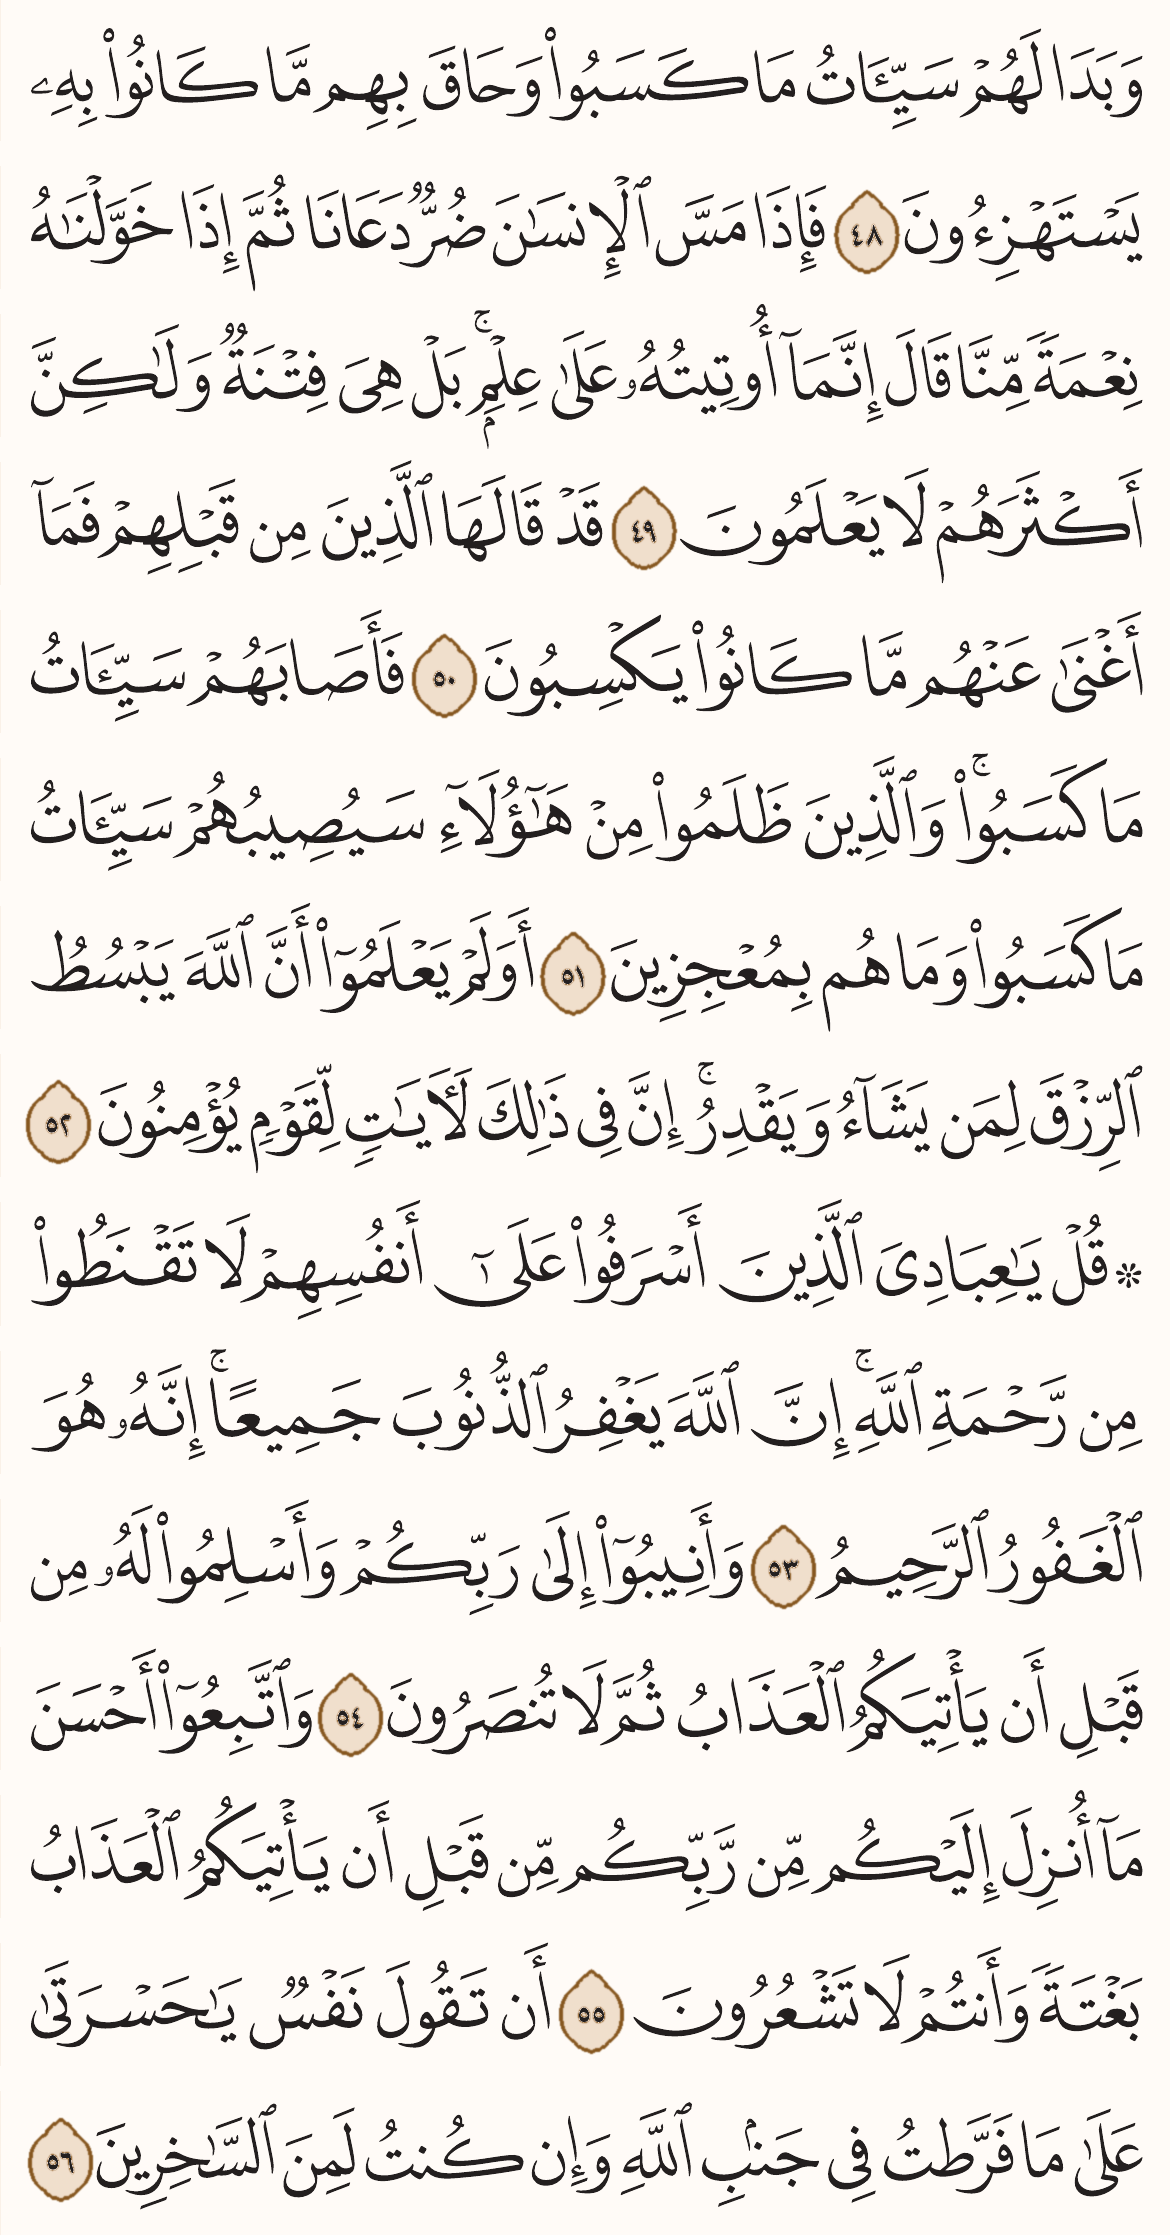 وَبَدَا لَهُمۡ سَيِّـَٔاتُ مَا كَسَبُواْ وَحَاقَ بِهِم مَّا كَانُواْ بِهِۦ
يَسۡتَهۡزِءُونَ ٤٨ فَإِذَا مَسَّ ٱلۡإِنسَٰنَ ضُرّٞ دَعَانَا ثُمَّ إِذَا خَوَّلۡنَٰهُ
نِعۡمَةٗ مِّنَّا قَالَ إِنَّمَآ أُوتِيتُهُۥ عَلَىٰ عِلۡمِۭۚ بَلۡ هِيَ فِتۡنَةٞ وَلَٰكِنَّ
أَكۡثَرَهُمۡ لَا يَعۡلَمُونَ ٤٩ قَدۡ قَالَهَا ٱلَّذِينَ مِن قَبۡلِهِمۡ فَمَآ
أَغۡنَىٰ عَنۡهُم مَّا كَانُواْ يَكۡسِبُونَ ٥٠ فَأَصَابَهُمۡ سَيِّـَٔاتُ
مَا كَسَبُواْۚ وَٱلَّذِينَ ظَلَمُواْ مِنۡ هَٰٓؤُلَآءِ سَيُصِيبُهُمۡ سَيِّـَٔاتُ
مَا كَسَبُواْ وَمَا هُم بِمُعۡجِزِينَ ٥١ أَوَلَمۡ يَعۡلَمُوٓاْ أَنَّ ٱللَّهَ يَبۡسُطُ
ٱلرِّزۡقَ لِمَن يَشَآءُ وَيَقۡدِرُۚ إِنَّ فِي ذَٰلِكَ لَأٓيَٰتٖ لِّقَوۡمٖ يُؤۡمِنُونَ ٥٢
۞ قُلۡ يَٰعِبَادِيَ ٱلَّذِينَ أَسۡرَفُواْ عَلَىٰٓ أَنفُسِهِمۡ لَا تَقۡنَطُواْ
مِن رَّحۡمَةِ ٱللَّهِۚ إِنَّ ٱللَّهَ يَغۡفِرُ ٱلذُّنُوبَ جَمِيعًاۚ إِنَّهُۥ هُوَ
ٱلۡغَفُورُ ٱلرَّحِيمُ ٥٣ وَأَنِيبُوٓاْ إِلَىٰ رَبِّكُمۡ وَأَسۡلِمُواْ لَهُۥ مِن
قَبۡلِ أَن يَأۡتِيَكُمُ ٱلۡعَذَابُ ثُمَّ لَا تُنصَرُونَ ٥٤ وَٱتَّبِعُوٓاْ أَحۡسَنَ
مَآ أُنزِلَ إِلَيۡكُم مِّن رَّبِّكُم مِّن قَبۡلِ أَن يَأۡتِيَكُمُ ٱلۡعَذَابُ
بَغۡتَةٗ وَأَنتُمۡ لَا تَشۡعُرُونَ ٥٥ أَن تَقُولَ نَفۡسٞ يَٰحَسۡرَتَىٰ
عَلَىٰ مَا فَرَّطتُ فِي جَنۢبِ ٱللَّهِ وَإِن كُنتُ لَمِنَ ٱلسَّٰخِرِينَ ٥٦